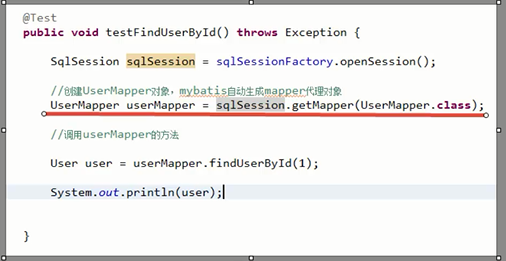 @Test
public void testFindUserById() throws Exception {
SqlSession sqlSession = sqlSessionFactory.openSession();
//创建UserMapper对象，mybatis自动生成mapper代理对象
UserMapper userMapper = sqlSession.getMapper(UserMapper.class);
//调用userMapper的方法
User user = userMapper.findUserById(1);
System.out.println(user);
}